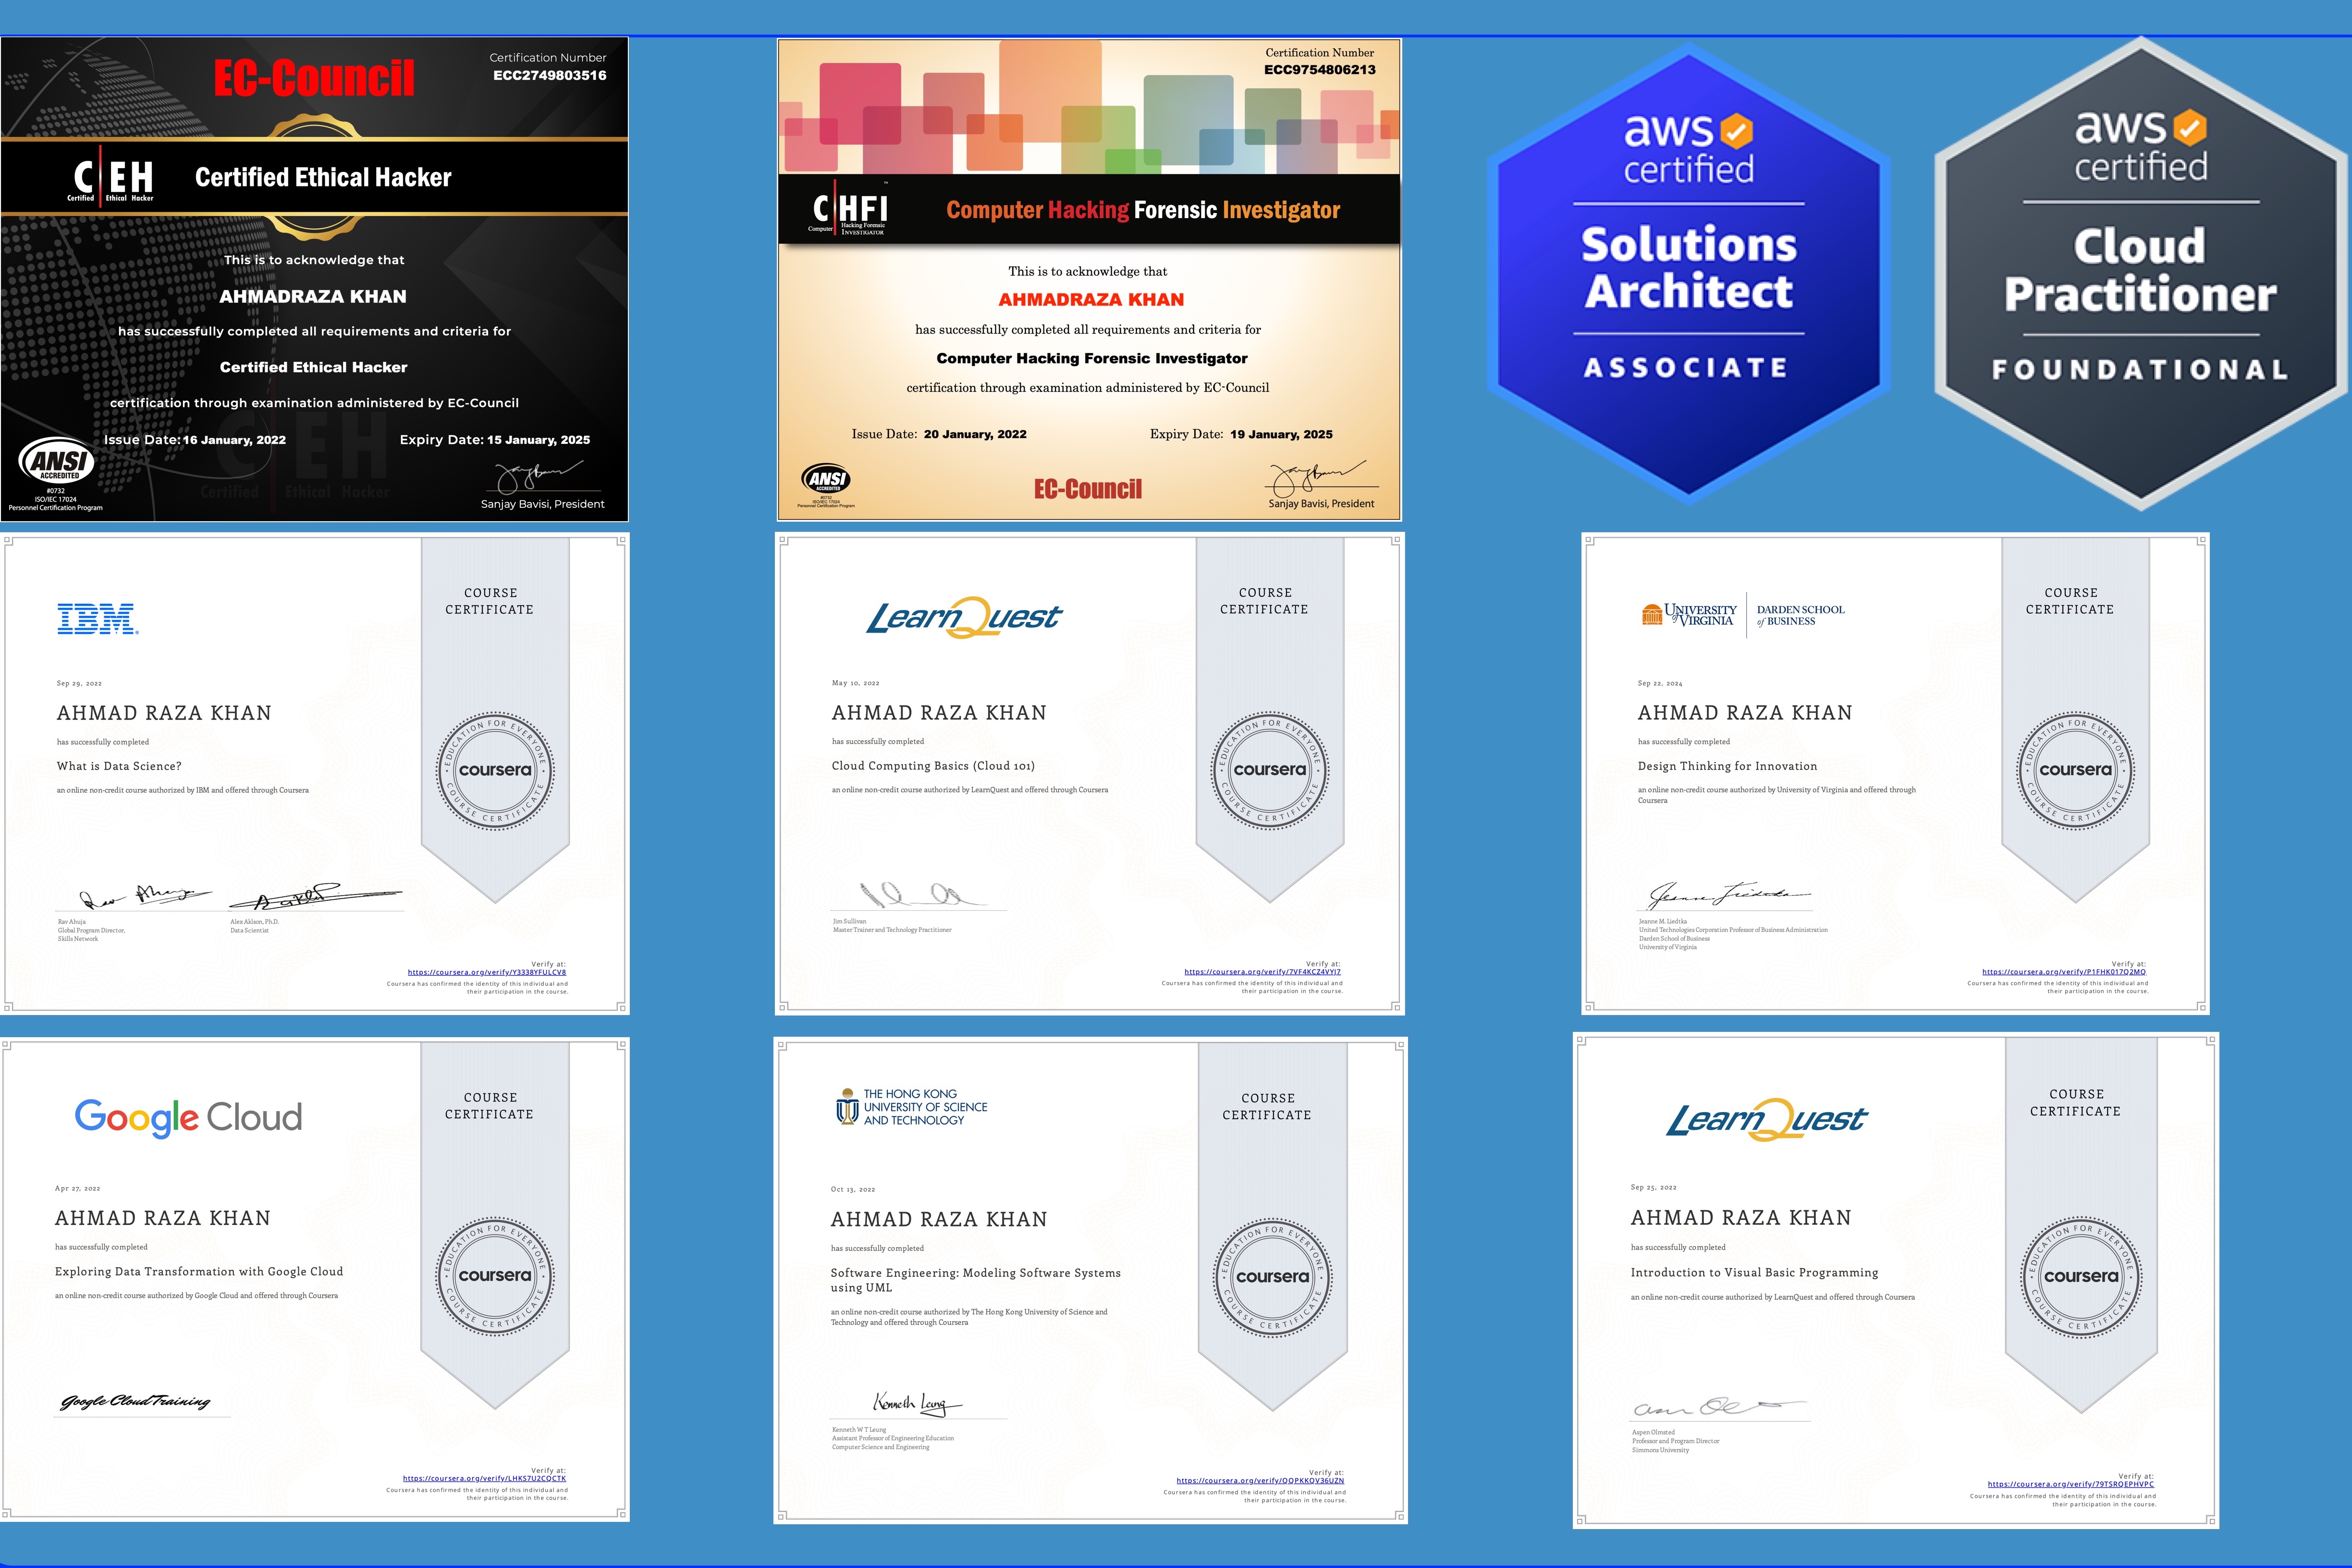 EC-Council
Certification Number
ECC2749803516
C EH
Certified Ethical Hacker
Certified Ethical Hacker
This is to acknowledge that
AHMADRAZA KHAN
has successfully completed all requirements and criteria for
Certified Ethical Hacker
certification through examination administered by EC-Council
Issue Date: 16 January, 2022 Expiry Date: 15 January, 2025
C EH
Certified Ethical Hacker
ANSI
ACCREDITED
#0732
ISO/IEC 17024
Personnel Certification Program
Sanjay Bavisi, President
Certification Number
ECC9754806213
C HFI
™
Computer Hacking Forensic
INVESTIGATOR
Computer Hacking Forensic Investigator
This is to acknowledge that
AHMADRAZA KHAN
has successfully completed all requirements and criteria for
Computer Hacking Forensic Investigator
certification through examination administered by EC-Council
Issue Date: 20 January, 2022 Expiry Date: 19 January, 2025
ANSI
ACCREDITED
#0732
ISO/IEC 17024
Personnel Certification Program
EC-Council
Sanjay Bavisi, President
aws
certified
Solutions
Architect
ASSOCIATE
aws
certified
Cloud
Practitioner
FOUNDATIONAL
IBM
COURSE
CERTIFICATE
Sep 29, 2022
AHMAD RAZA KHAN
has successfully completed
What is Data Science?
an online non-credit course authorized by IBM and offered through Coursera
EDUCATION FOR EVERYONE
coursera
COURSE CERTIFICATE
Rav Ahuja
Global Program Director,
Skills Network
Alex Aklson, Ph.D.
Data Scientist
Verify at:
https://coursera.org/verify/Y3338YFULCV8
Coursera has confirmed the identity of this individual and
their participation in the course.
LearnQuest
COURSE
CERTIFICATE
May 10, 2022
AHMAD RAZA KHAN
has successfully completed
Cloud Computing Basics (Cloud 101)
an online non-credit course authorized by LearnQuest and offered through Coursera
EDUCATION FOR EVERYONE
coursera
COURSE CERTIFICATE
Jim Sullivan
Master Trainer and Technology Practitioner
Verify at:
https://coursera.org/verify/7VF4KCZ4VYJ7
Coursera has confirmed the identity of this individual and
their participation in the course.
UNIVERSITY
of VIRGINIA
DARDEN SCHOOL
of BUSINESS
COURSE
CERTIFICATE
Sep 22, 2024
AHMAD RAZA KHAN
has successfully completed
Design Thinking for Innovation
an online non-credit course authorized by University of Virginia and offered through
Coursera
EDUCATION FOR EVERYONE
coursera
COURSE CERTIFICATE
Jeanne M. Liedtka
United Technologies Corporation Professor of Business Administration
Darden School of Business
University of Virginia
Verify at:
https://coursera.org/verify/P1FHK017Q2MQ
Coursera has confirmed the identity of this individual and
their participation in the course.
Google Cloud
COURSE
CERTIFICATE
Apr 27, 2022
AHMAD RAZA KHAN
has successfully completed
Exploring Data Transformation with Google Cloud
an online non-credit course authorized by Google Cloud and offered through Coursera
EDUCATION FOR EVERYONE
coursera
COURSE CERTIFICATE
Google Cloud Training
Verify at:
https://coursera.org/verify/LHKS7U2CQCTK
Coursera has confirmed the identity of this individual and
their participation in the course.
THE HONG KONG
UNIVERSITY OF SCIENCE
AND TECHNOLOGY
COURSE
CERTIFICATE
Oct 13, 2022
AHMAD RAZA KHAN
has successfully completed
Software Engineering: Modeling Software Systems
using UML
an online non-credit course authorized by The Hong Kong University of Science and
Technology and offered through Coursera
EDUCATION FOR EVERYONE
coursera
COURSE CERTIFICATE
Kenneth Leung
Kenneth W T Leung
Assistant Professor of Engineering Education
Computer Science and Engineering
Verify at:
https://coursera.org/verify/QQPKKQV36UZN
Coursera has confirmed the identity of this individual and
their participation in the course.
LearnQuest
COURSE
CERTIFICATE
Sep 25, 2022
AHMAD RAZA KHAN
has successfully completed
Introduction to Visual Basic Programming
an online non-credit course authorized by LearnQuest and offered through Coursera
EDUCATION FOR EVERYONE
coursera
COURSE CERTIFICATE
Aspen Olmsted
Professor and Program Director
Simmons University
Verify at:
https://coursera.org/verify/79TSRQEPHVPC
Coursera has confirmed the identity of this individual and
their participation in the course.